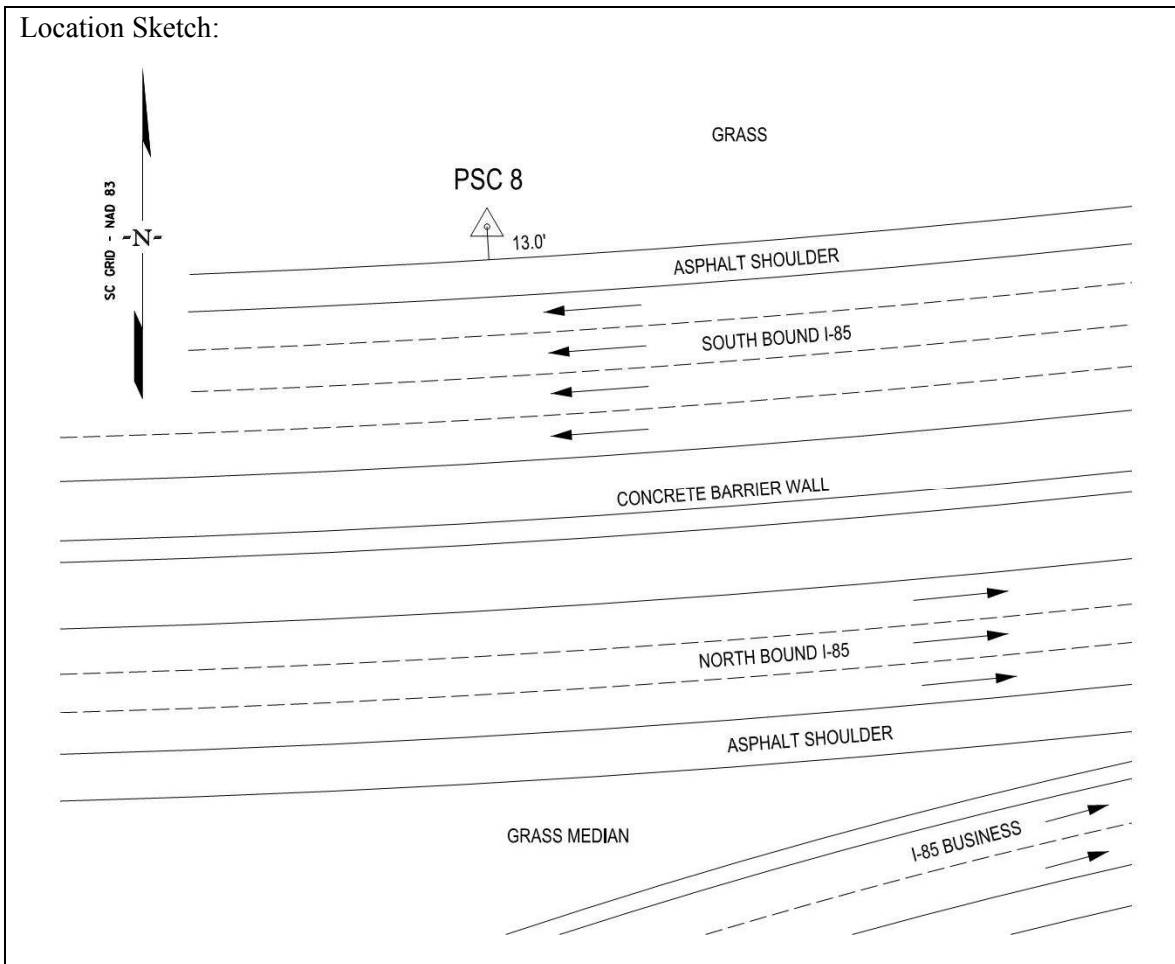 Location Sketch:
GRASS
SC GRID - NAD 83
-N-
PSC 8
13.0'
ASPHALT SHOULDER
SOUTH BOUND I-85
CONCRETE BARRIER WALL
NORTH BOUND I-85
ASPHALT SHOULDER
GRASS MEDIAN
I-85 BUSINESS